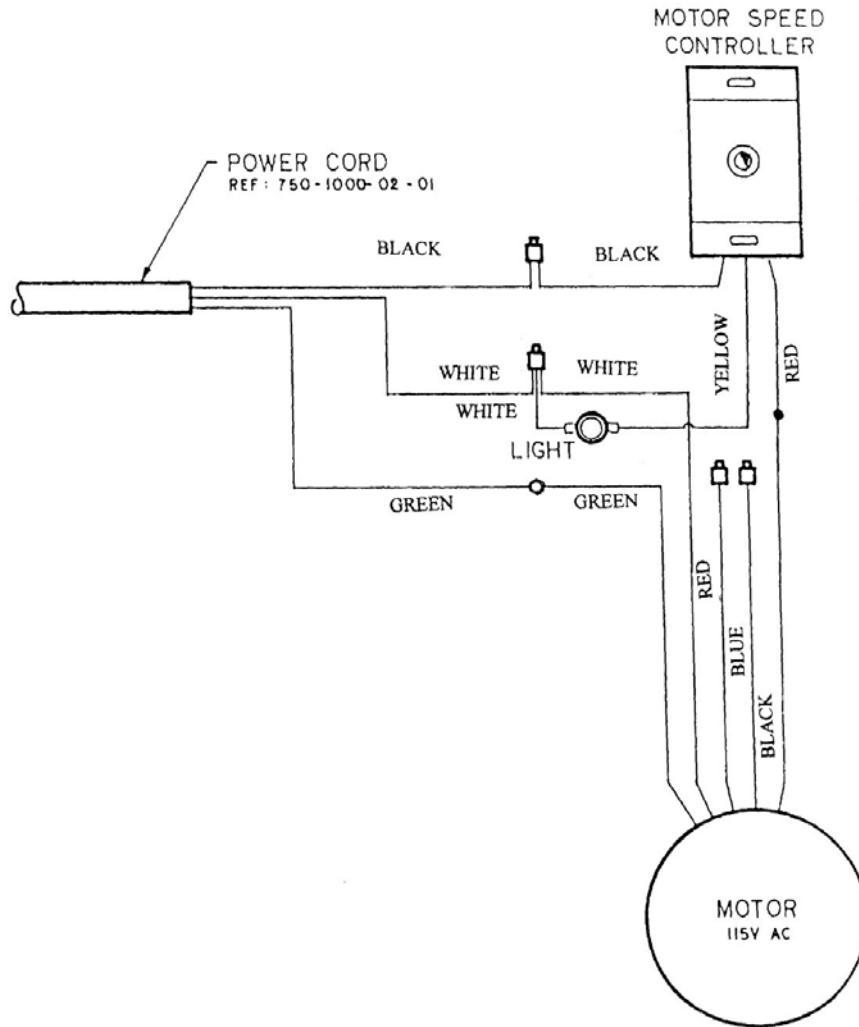 MOTOR SPEED
CONTROLLER
POWER CORD
REF: 750-1000-02-01
BLACK
BLACK
YELLOW
RED
WHITE
WHITE
WHITE
LIGHT
GREEN
GREEN
RED
BLUE
BLACK
MOTOR
115V AC